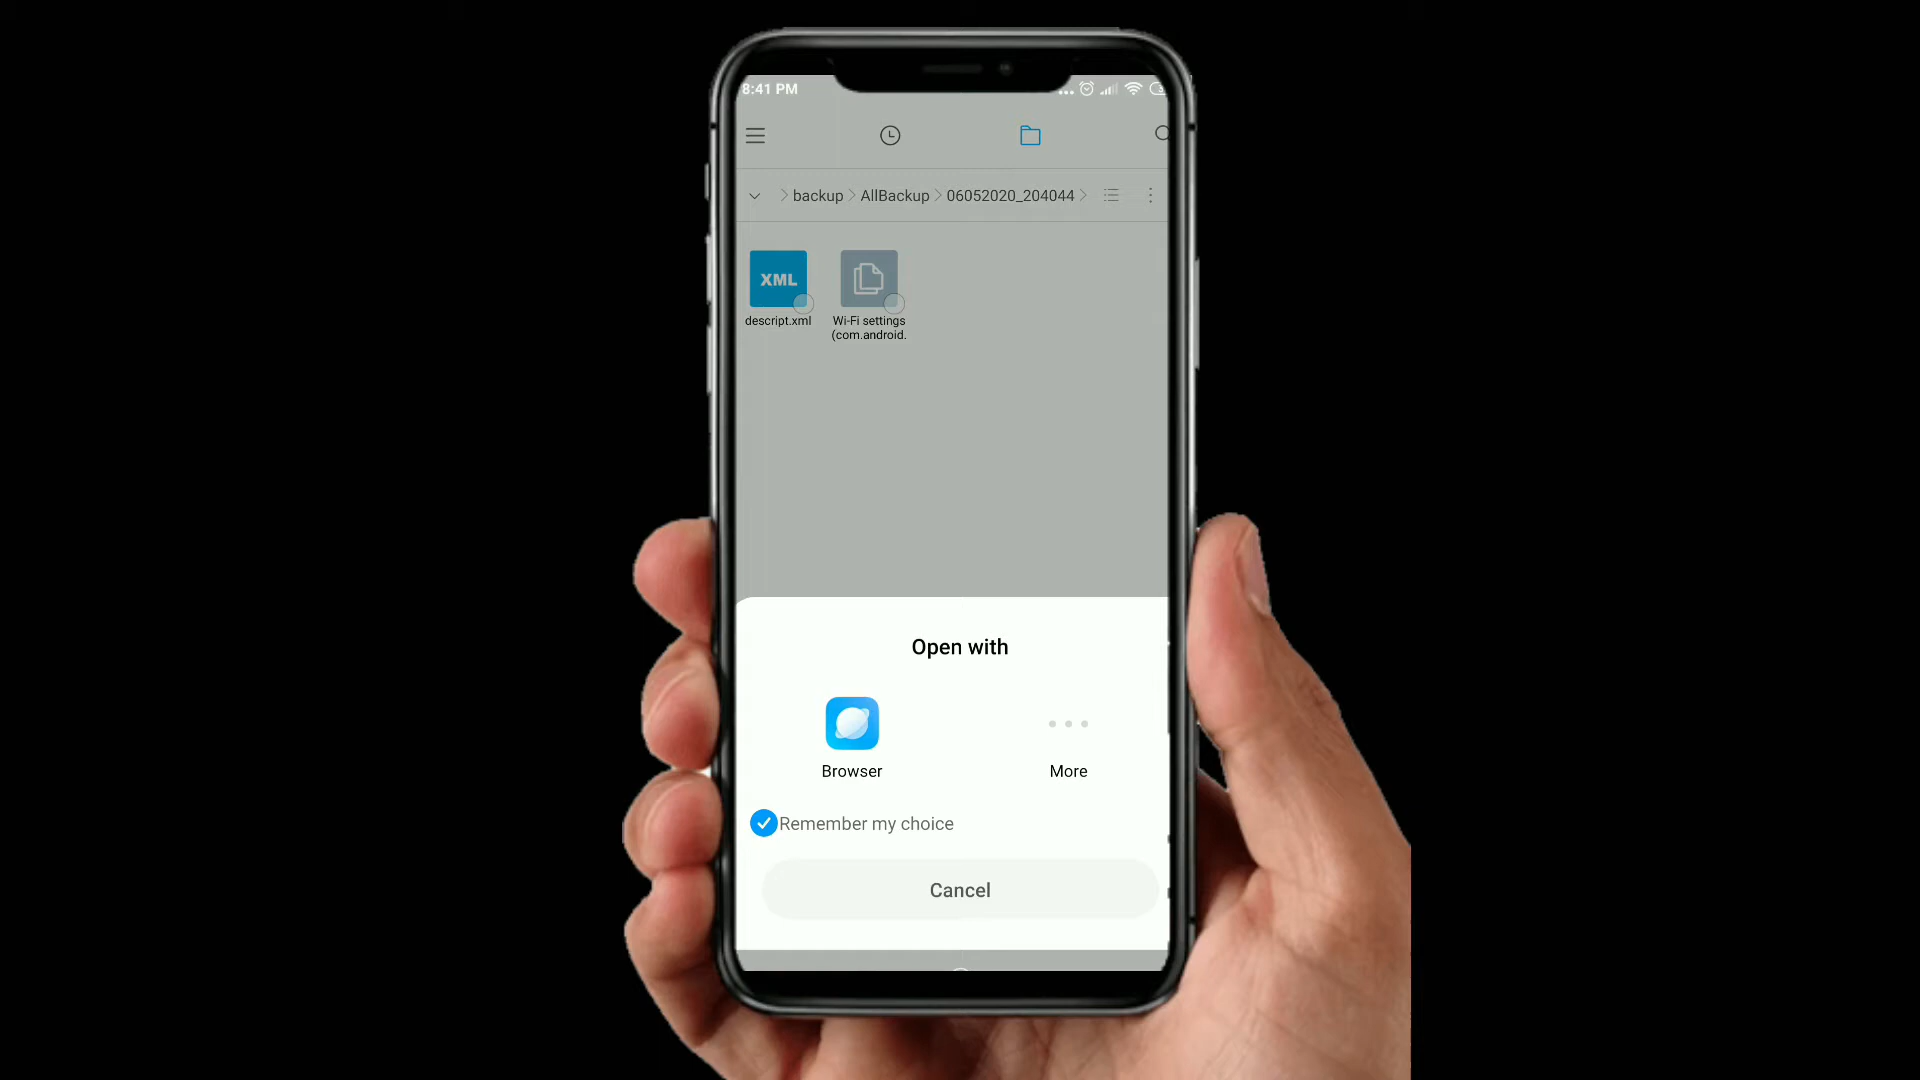 8:41 PM
backup AllBackup 06052020_204044
XML
descript.xml
Wi-Fi settings
(com.android.
Open with
Browser
More
Remember my choice
Cancel